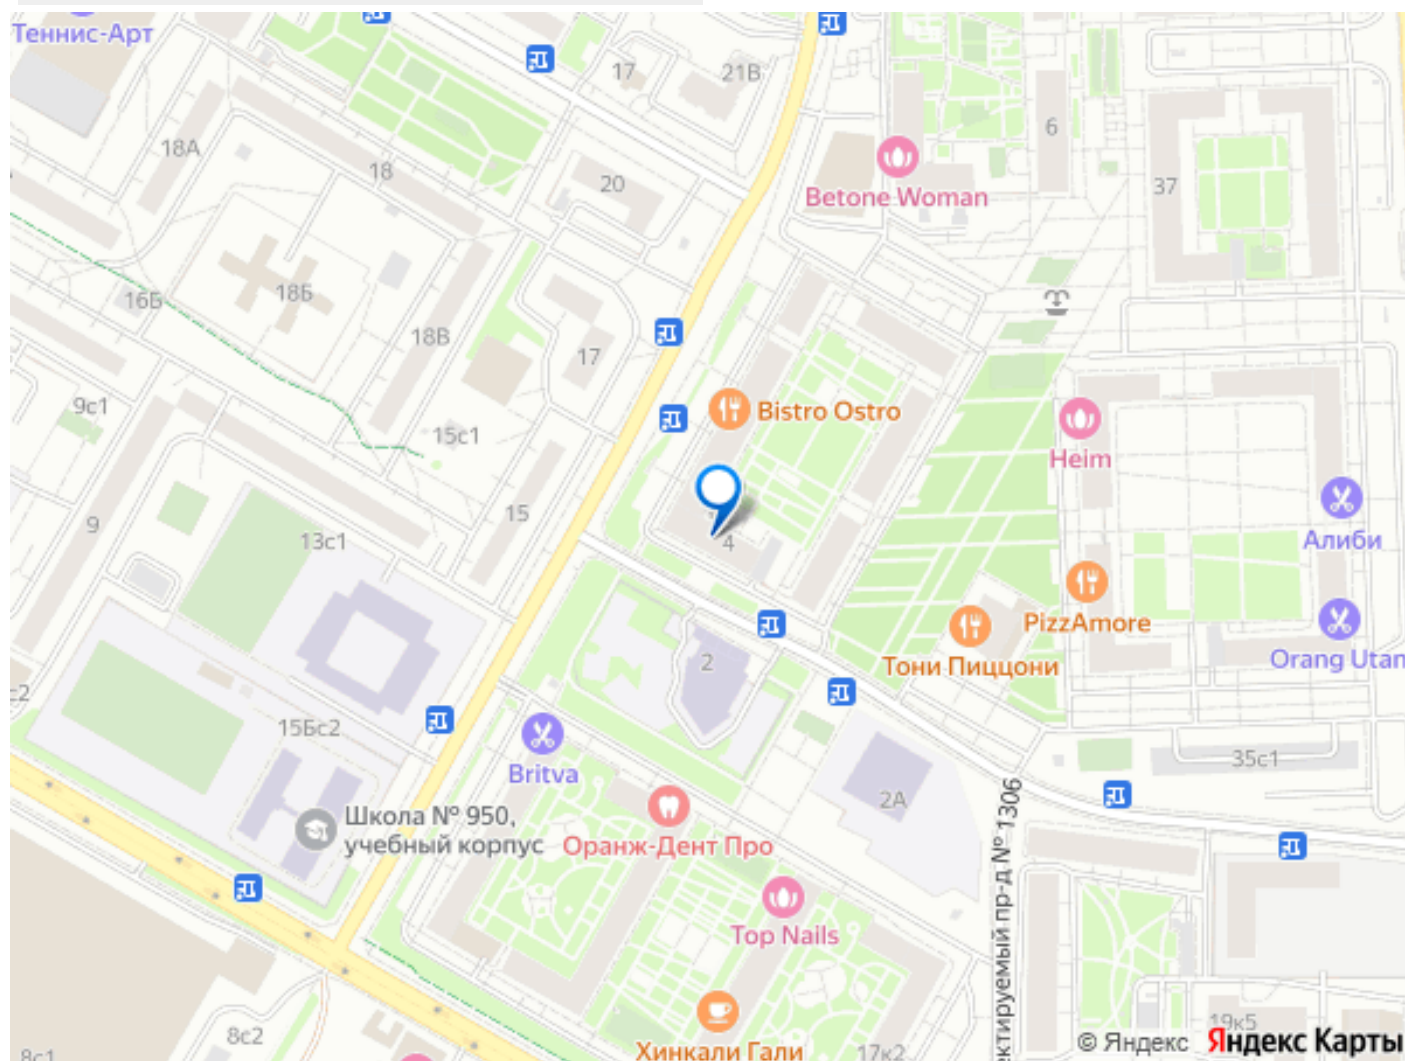 Теннис-Арт
17
21В
18А
6
18
20
Betone Woman
37
18Б
16Б
18В
17
9с1
Bistro Ostro
15с1
Heim
15
9
13с1
4
Алиби
PizzAmore
2
Тони Пиццони
Orang Utan
15Бс2
Britva
35с1
2А
Школа № 950,
учебный корпус
Оранж-Дент Про
Top Nails
ектируемый пр-д № 1306
8с2
19к5
8с1
Хинкали Гали
17к2
© Яндекс Яндекс Карты